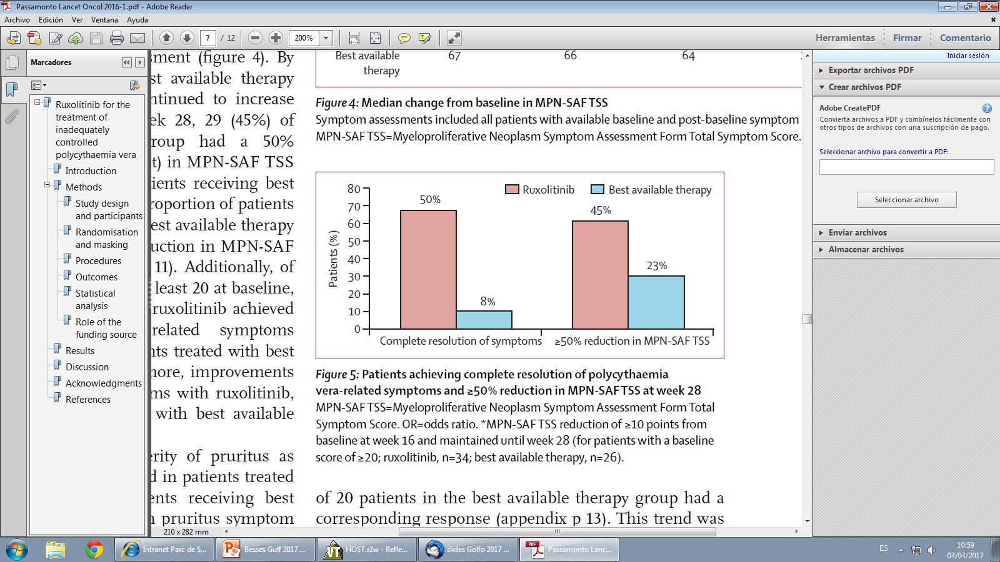 Passamonto Lancet Oncol 2016-1.pdf - Adobe Reader
Archivo Edición Ver Ventana Ayuda
7 / 12 200% Herramientas Firmar Comentario
Iniciar sesión
Marcadores
Ruxolitinib for the
treatment of
inadequately
controlled
polycythaemia vera
Introduction
Methods
Study design
and participants
Randomisation
and masking
Procedures
Outcomes
Statistical
analysis
Role of the
funding source
Results
Discussion
Acknowledgments
References
sment (figure 4). By
st available therapy
ntinued to increase
ek 28, 29 (45%) of
roup had a 50%
t) in MPN-SAF TSS
ients receiving best
roportion of patients
est available therapy
uction in MPN-SAF
11). Additionally, of
least 20 at baseline,
ruxolitinib achieved
related symptoms
nts treated with best
nore, improvements
ms with ruxolitinib,
with best available
erity of pruritus as
d in patients treated
ents receiving best
n pruritus symptom
Best available 67 66 64
therapy
Figure 4: Median change from baseline in MPN-SAF TSS
Symptom assessments included all patients with available baseline and post-baseline symptom
MPN-SAF TSS=Myeloproliferative Neoplasm Symptom Assessment Form Total Symptom Score.
Ruxolitinib Best available therapy
Patients (%)
80
70
60
50
40
30
20
10
0
50%
8%
45%
23%
Complete resolution of symptoms ≥50% reduction in MPN-SAF TSS
Figure 5: Patients achieving complete resolution of polycythaemia
vera-related symptoms and ≥50% reduction in MPN-SAF TSS at week 28
MPN-SAF TSS=Myeloproliferative Neoplasm Symptom Assessment Form Total
Symptom Score. OR=odds ratio. *MPN-SAF TSS reduction of ≥10 points from
baseline at week 16 and maintained until week 28 (for patients with a baseline
score of ≥20; ruxolitinib, n=34; best available therapy, n=26).
of 20 patients in the best available therapy group had a
corresponding response (appendix p 13). This trend was
Exportar archivos PDF
Crear archivos PDF
Adobe CreatePDF
Convierta archivos a PDF y combínelos fácilmente con
otros tipos de archivos con una suscripción de pago.
Seleccionar archivo para convertir a PDF:
Seleccionar archivo
Enviar archivos
Almacenar archivos
210 x 282 mm
Intranet Parc de S...
Besses Gulf 2017....
HOST.r2w - Refle...
slides Golfo 2017 ...
Passamonto Lanc...
ES
10:59
03/03/2017